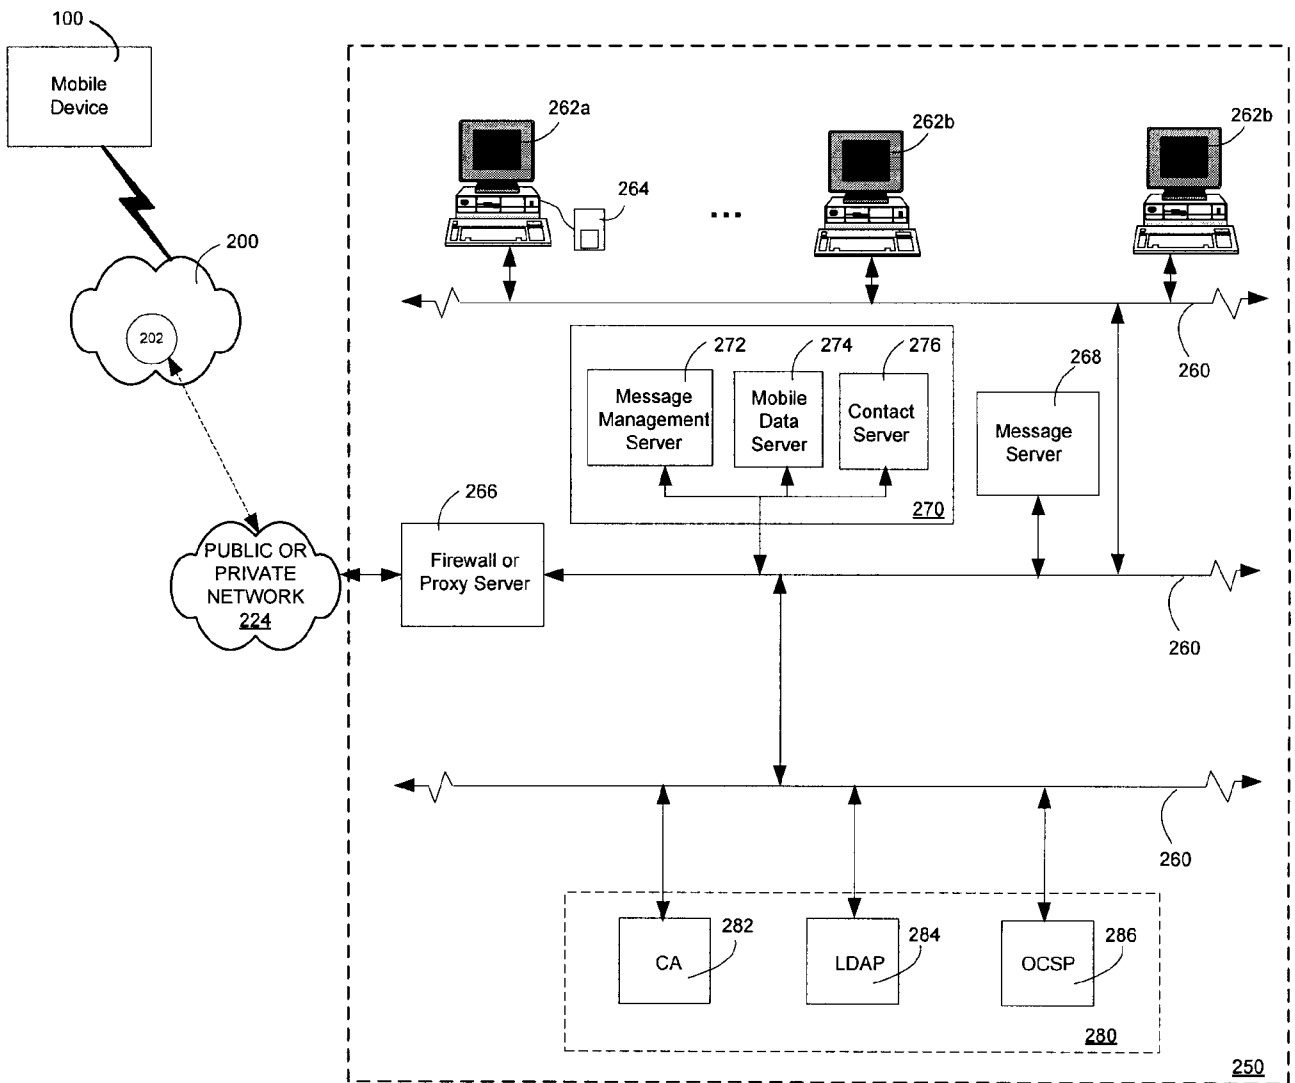 100
Mobile
Device
262a
262b
262b
264
...
200
202
260
272
274
276
268
Message
Management
Server
Mobile
Data
Server
Contact
Server
Message
Server
270
266
Firewall or
Proxy Server
PUBLIC OR
PRIVATE
NETWORK
224
260
260
282
284
286
CA
LDAP
OCSP
280
250